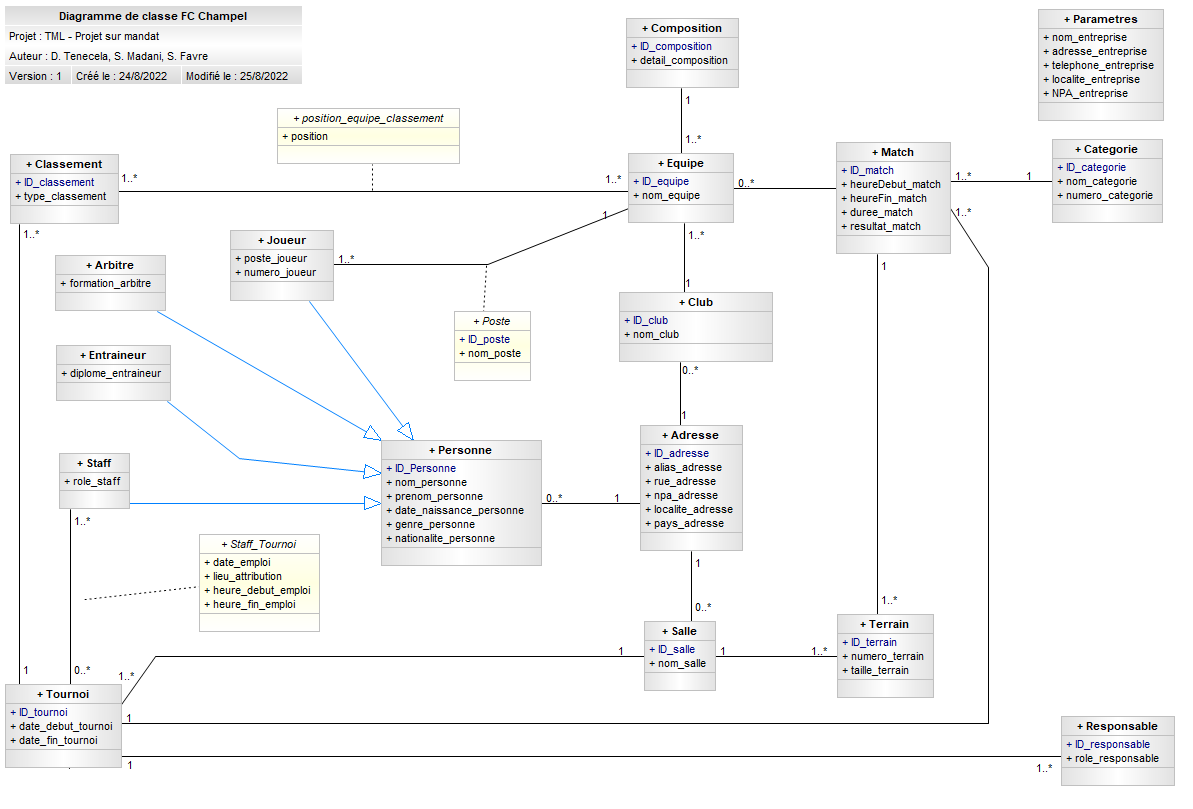 Diagramme de classe FC Champel
Projet : TML - Projet sur mandat
Auteur : D. Tenecela, S. Madani, S. Favre
Version : 1 Créé le : 24/8/2022 Modifié le : 25/8/2022
+ Composition
+ ID_composition
+ detail_composition
1
1..*
+ Parametres
+ nom_entreprise
+ adresse_entreprise
+ telephone_entreprise
+ localite_entreprise
+ NPA_entreprise
+ position_equipe_classement
+ position
+ Classement
+ ID_classement
+ type_classement
1..*
1..*
1..*
+ Equipe
+ ID_equipe
+ nom_equipe
0..*
1
1..*
+ Match
+ ID_match
+ heureDebut_match
+ heureFin_match
+ duree_match
+ resultat_match
1..*
1
1..*
1
+ Categorie
+ ID_categorie
+ nom_categorie
+ numero_categorie
+ Joueur
+ poste_joueur
+ numero_joueur
1..*
+ Arbitre
+ formation_arbitre
+ Poste
+ ID_poste
+ nom_poste
1
+ Club
+ ID_club
+ nom_club
0..*
1
+ Entraineur
+ diplome_entraineur
+ Staff
+ role_staff
1..*
+ Personne
+ ID_Personne
+ nom_personne
+ prenom_personne
+ date_naissance_personne
+ genre_personne
+ nationalite_personne
0..*
1
+ Adresse
+ ID_adresse
+ alias_adresse
+ rue_adresse
+ npa_adresse
+ localite_adresse
+ pays_adresse
1
0..*
+ Staff_Tournoi
+ date_emploi
+ lieu_attribution
+ heure_debut_emploi
+ heure_fin_emploi
+ Salle
+ ID_salle
+ nom_salle
1
1
1..*
1..*
+ Terrain
+ ID_terrain
+ numero_terrain
+ taille_terrain
1
0..*
1..*
+ Tournoi
+ ID_tournoi
+ date_debut_tournoi
+ date_fin_tournoi
1
1
1..*
+ Responsable
+ ID_responsable
+ role_responsable